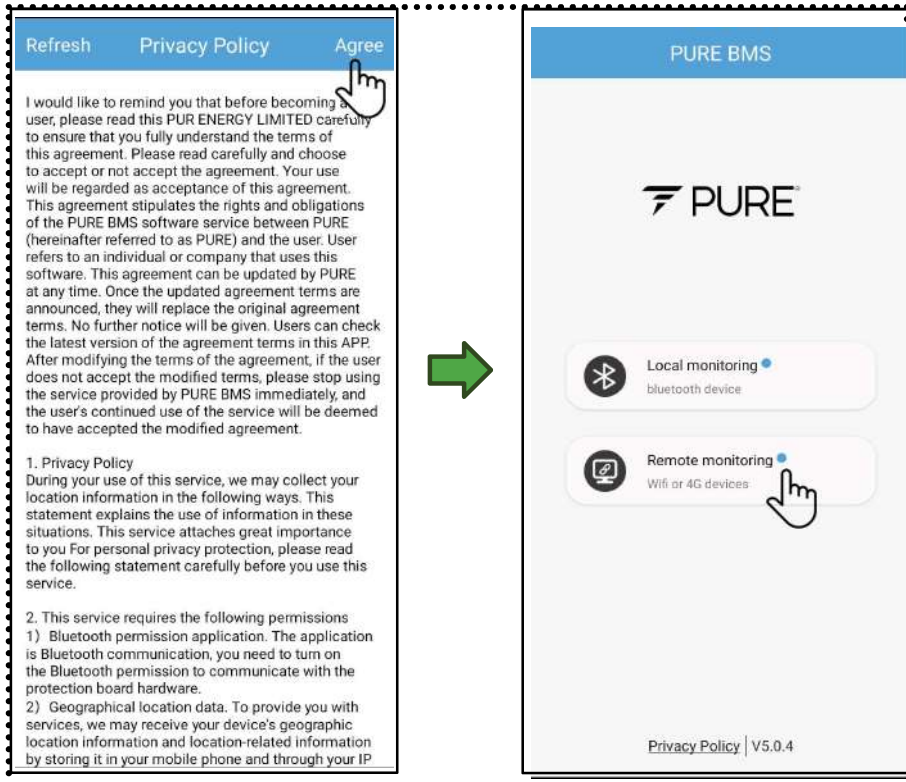 Refresh Privacy Policy Agree
I would like to remind you that before becoming a
user, please read this PUR ENERGY LIMITED carefully
to ensure that you fully understand the terms of
this agreement. Please read carefully and choose
to accept or not accept the agreement. Your use
will be regarded as acceptance of this agreement.
This agreement stipulates the rights and obligations
of the PURE BMS software service between PURE
(hereinafter referred to as PURE) and the user. User
refers to an individual or company that uses this
software. This agreement can be updated by PURE
at any time. Once the updated agreement terms are
announced, they will replace the original agreement
terms. No further notice will be given. Users can check
the latest version of the agreement terms in this APP.
After modifying the terms of the agreement, if the user
does not accept the modified terms, please stop using
the service provided by PURE BMS immediately, and
the user's continued use of the service will be deemed
to have accepted the modified agreement.
1. Privacy Policy
During your use of this service, we may collect your
location information in the following ways. This
statement explains the use of information in these
situations. This service attaches great importance
to you For personal privacy protection, please read
the following statement carefully before you use this
service.
2. This service requires the following permissions
1) Bluetooth permission application. The application
is Bluetooth communication, you need to turn on
the Bluetooth permission to communicate with the
protection board hardware.
2) Geographical location data. To provide you with
services, we may receive your device's geographic
location information and location-related information
by storing it in your mobile phone and through your IP
PURE BMS
PURE
Local monitoring
bluetooth device
Remote monitoring
Wifi or 4G devices
Privacy Policy | V5.0.4